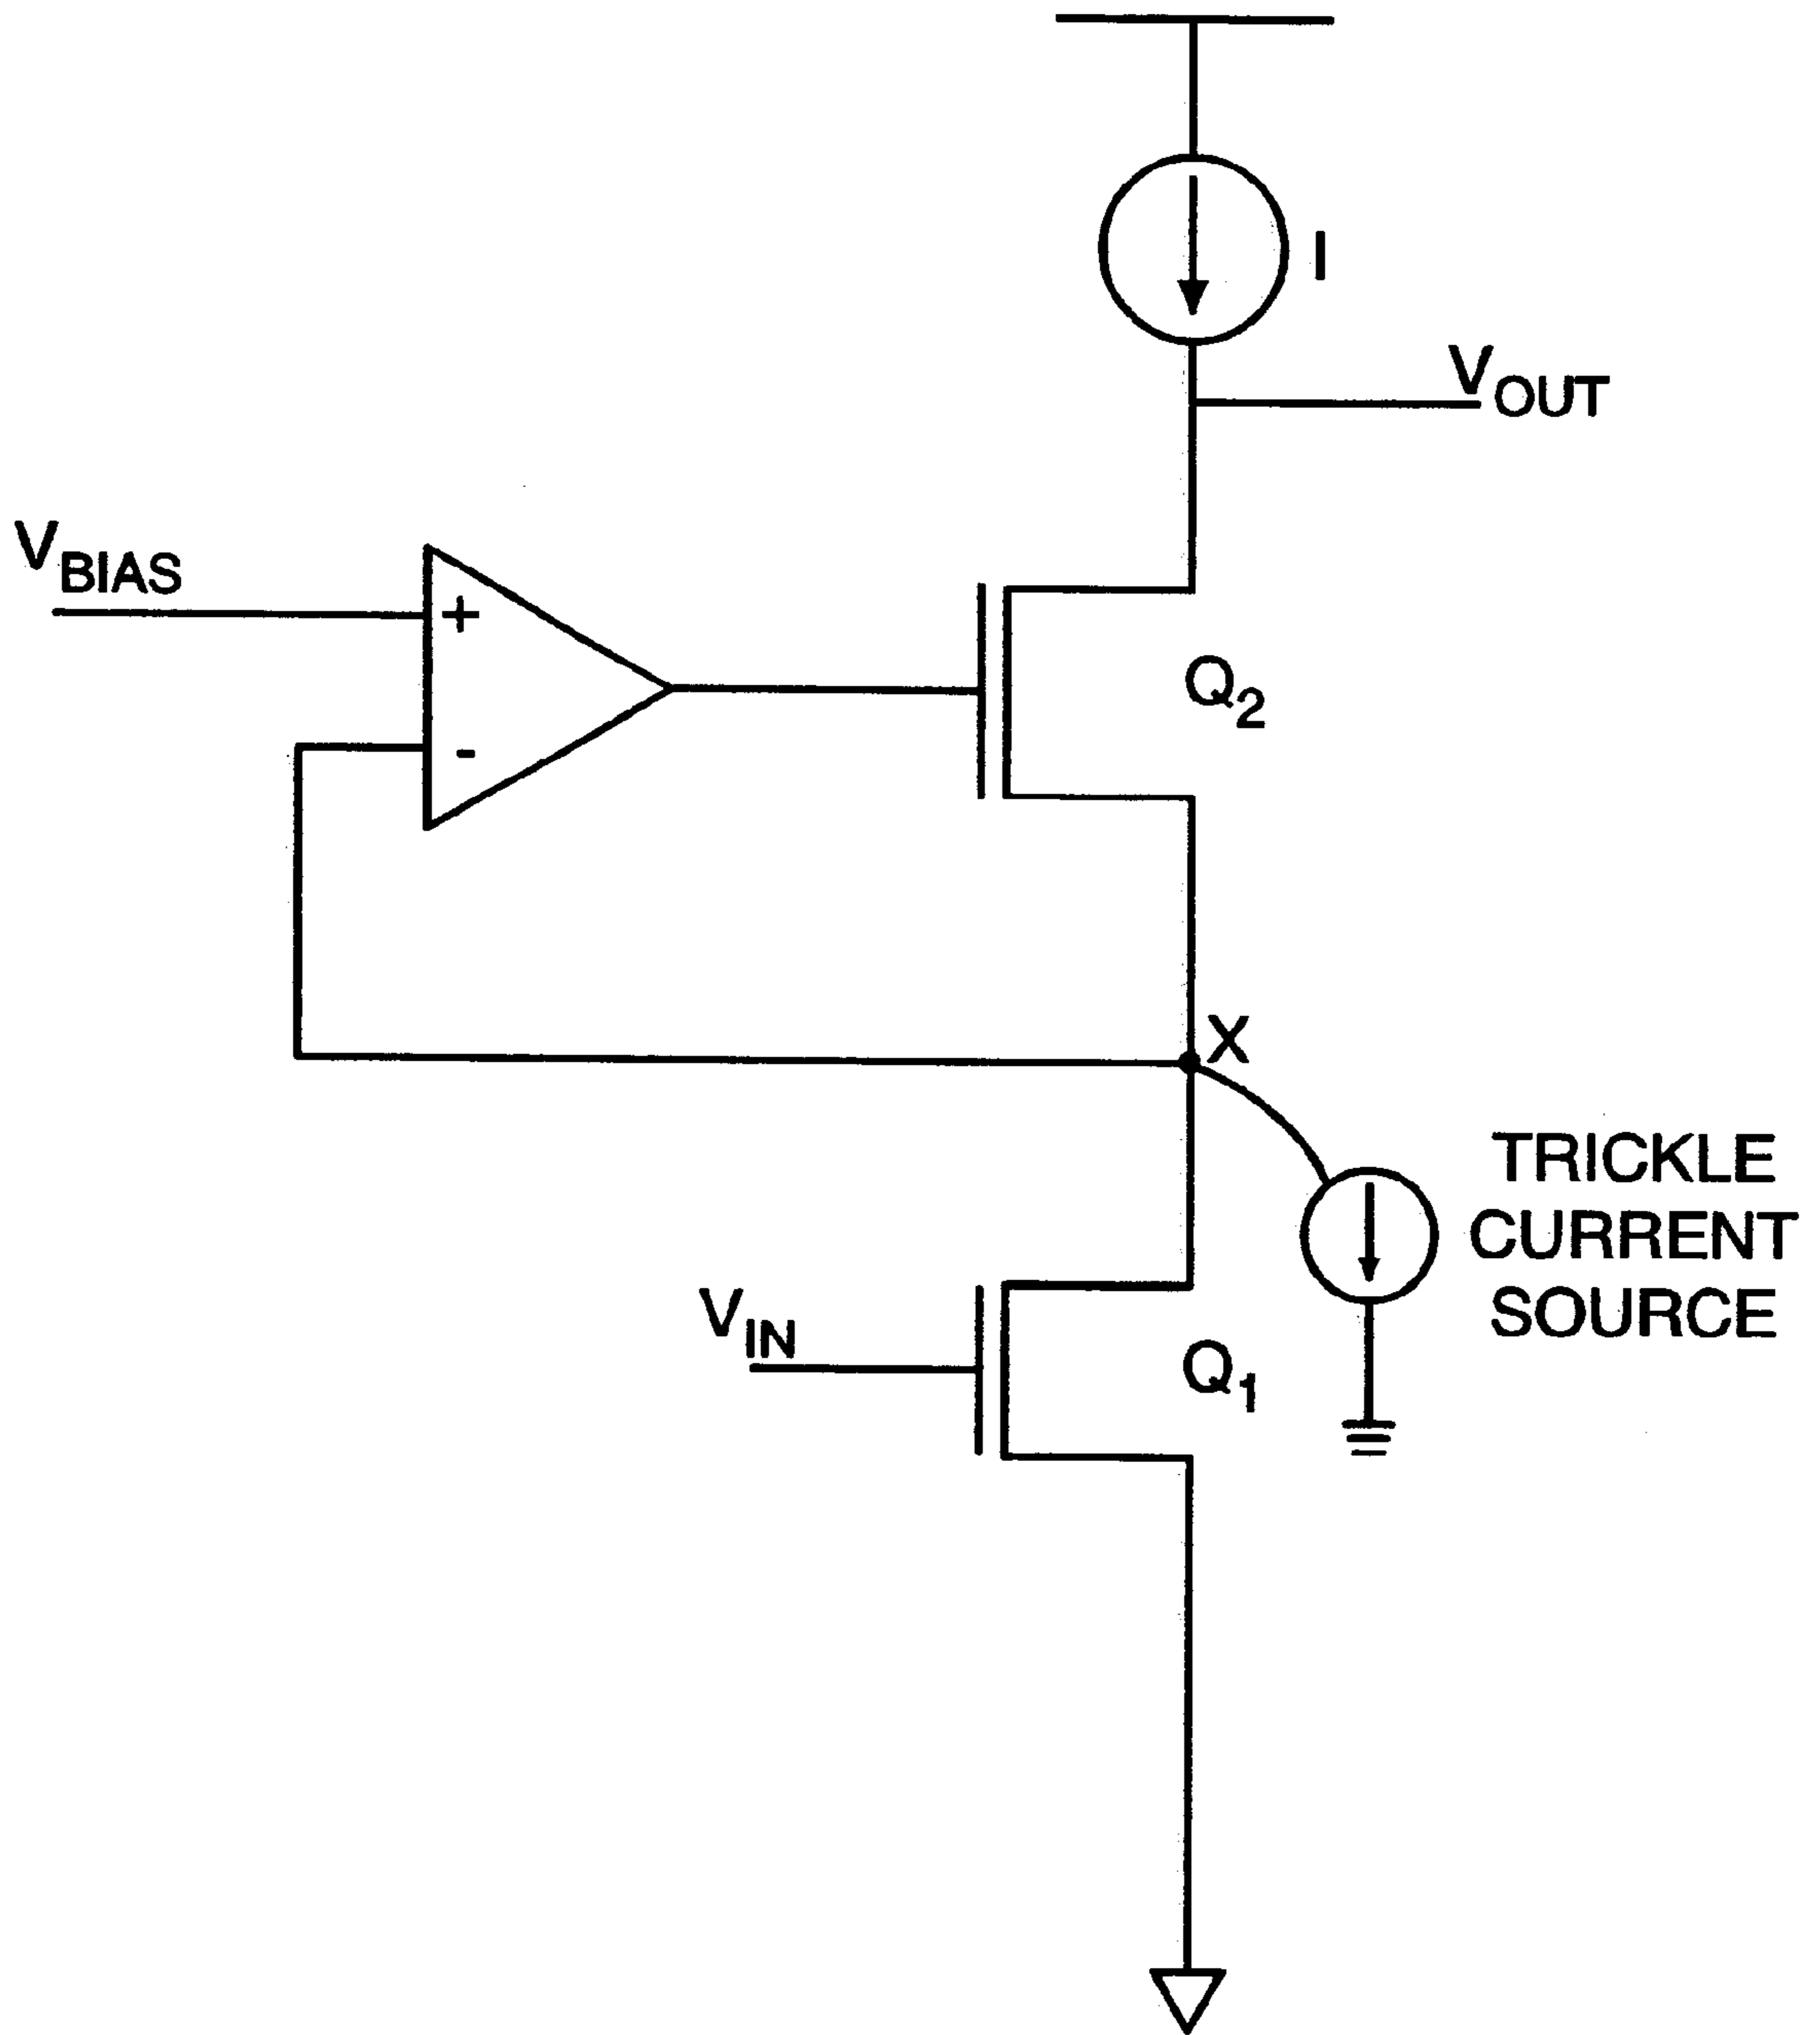 I
VOUT
VBIAS
+
-
Q2
X
TRICKLE
CURRENT
SOURCE
VIN
Q1